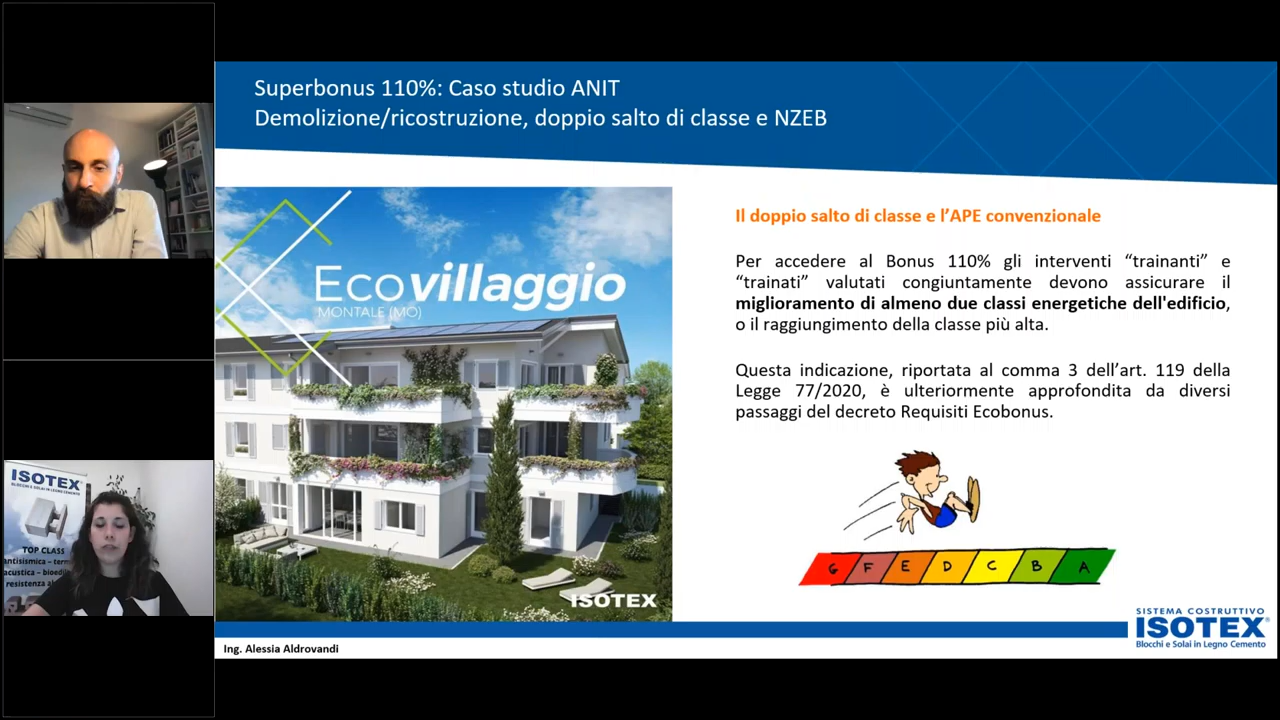 Superbonus 110%: Caso studio ANIT
Demolizione/ricostruzione, doppio salto di classe e NZEB
Ecovillaggio
MONTALE (MO)
ISOTEX
Il doppio salto di classe e l’APE convenzionale
Per accedere al Bonus 110% gli interventi “trainanti” e
“trainati” valutati congiuntamente devono assicurare il
miglioramento di almeno due classi energetiche dell'edificio,
o il raggiungimento della classe più alta.
Questa indicazione, riportata al comma 3 dell’art. 119 della
Legge 77/2020, è ulteriormente approfondita da diversi
passaggi del decreto Requisiti Ecobonus.
G F E D C B A
SISTEMA COSTRUTTIVO
ISOTEX®
Blocchi e Solai in Legno Cemento
Ing. Alessia Aldrovandi
ISOTEX
BLOCCHI E SOLAI IN LEGNO CEMENTO
TOP CLASS
antisismica – 
acustica – 
resistenza